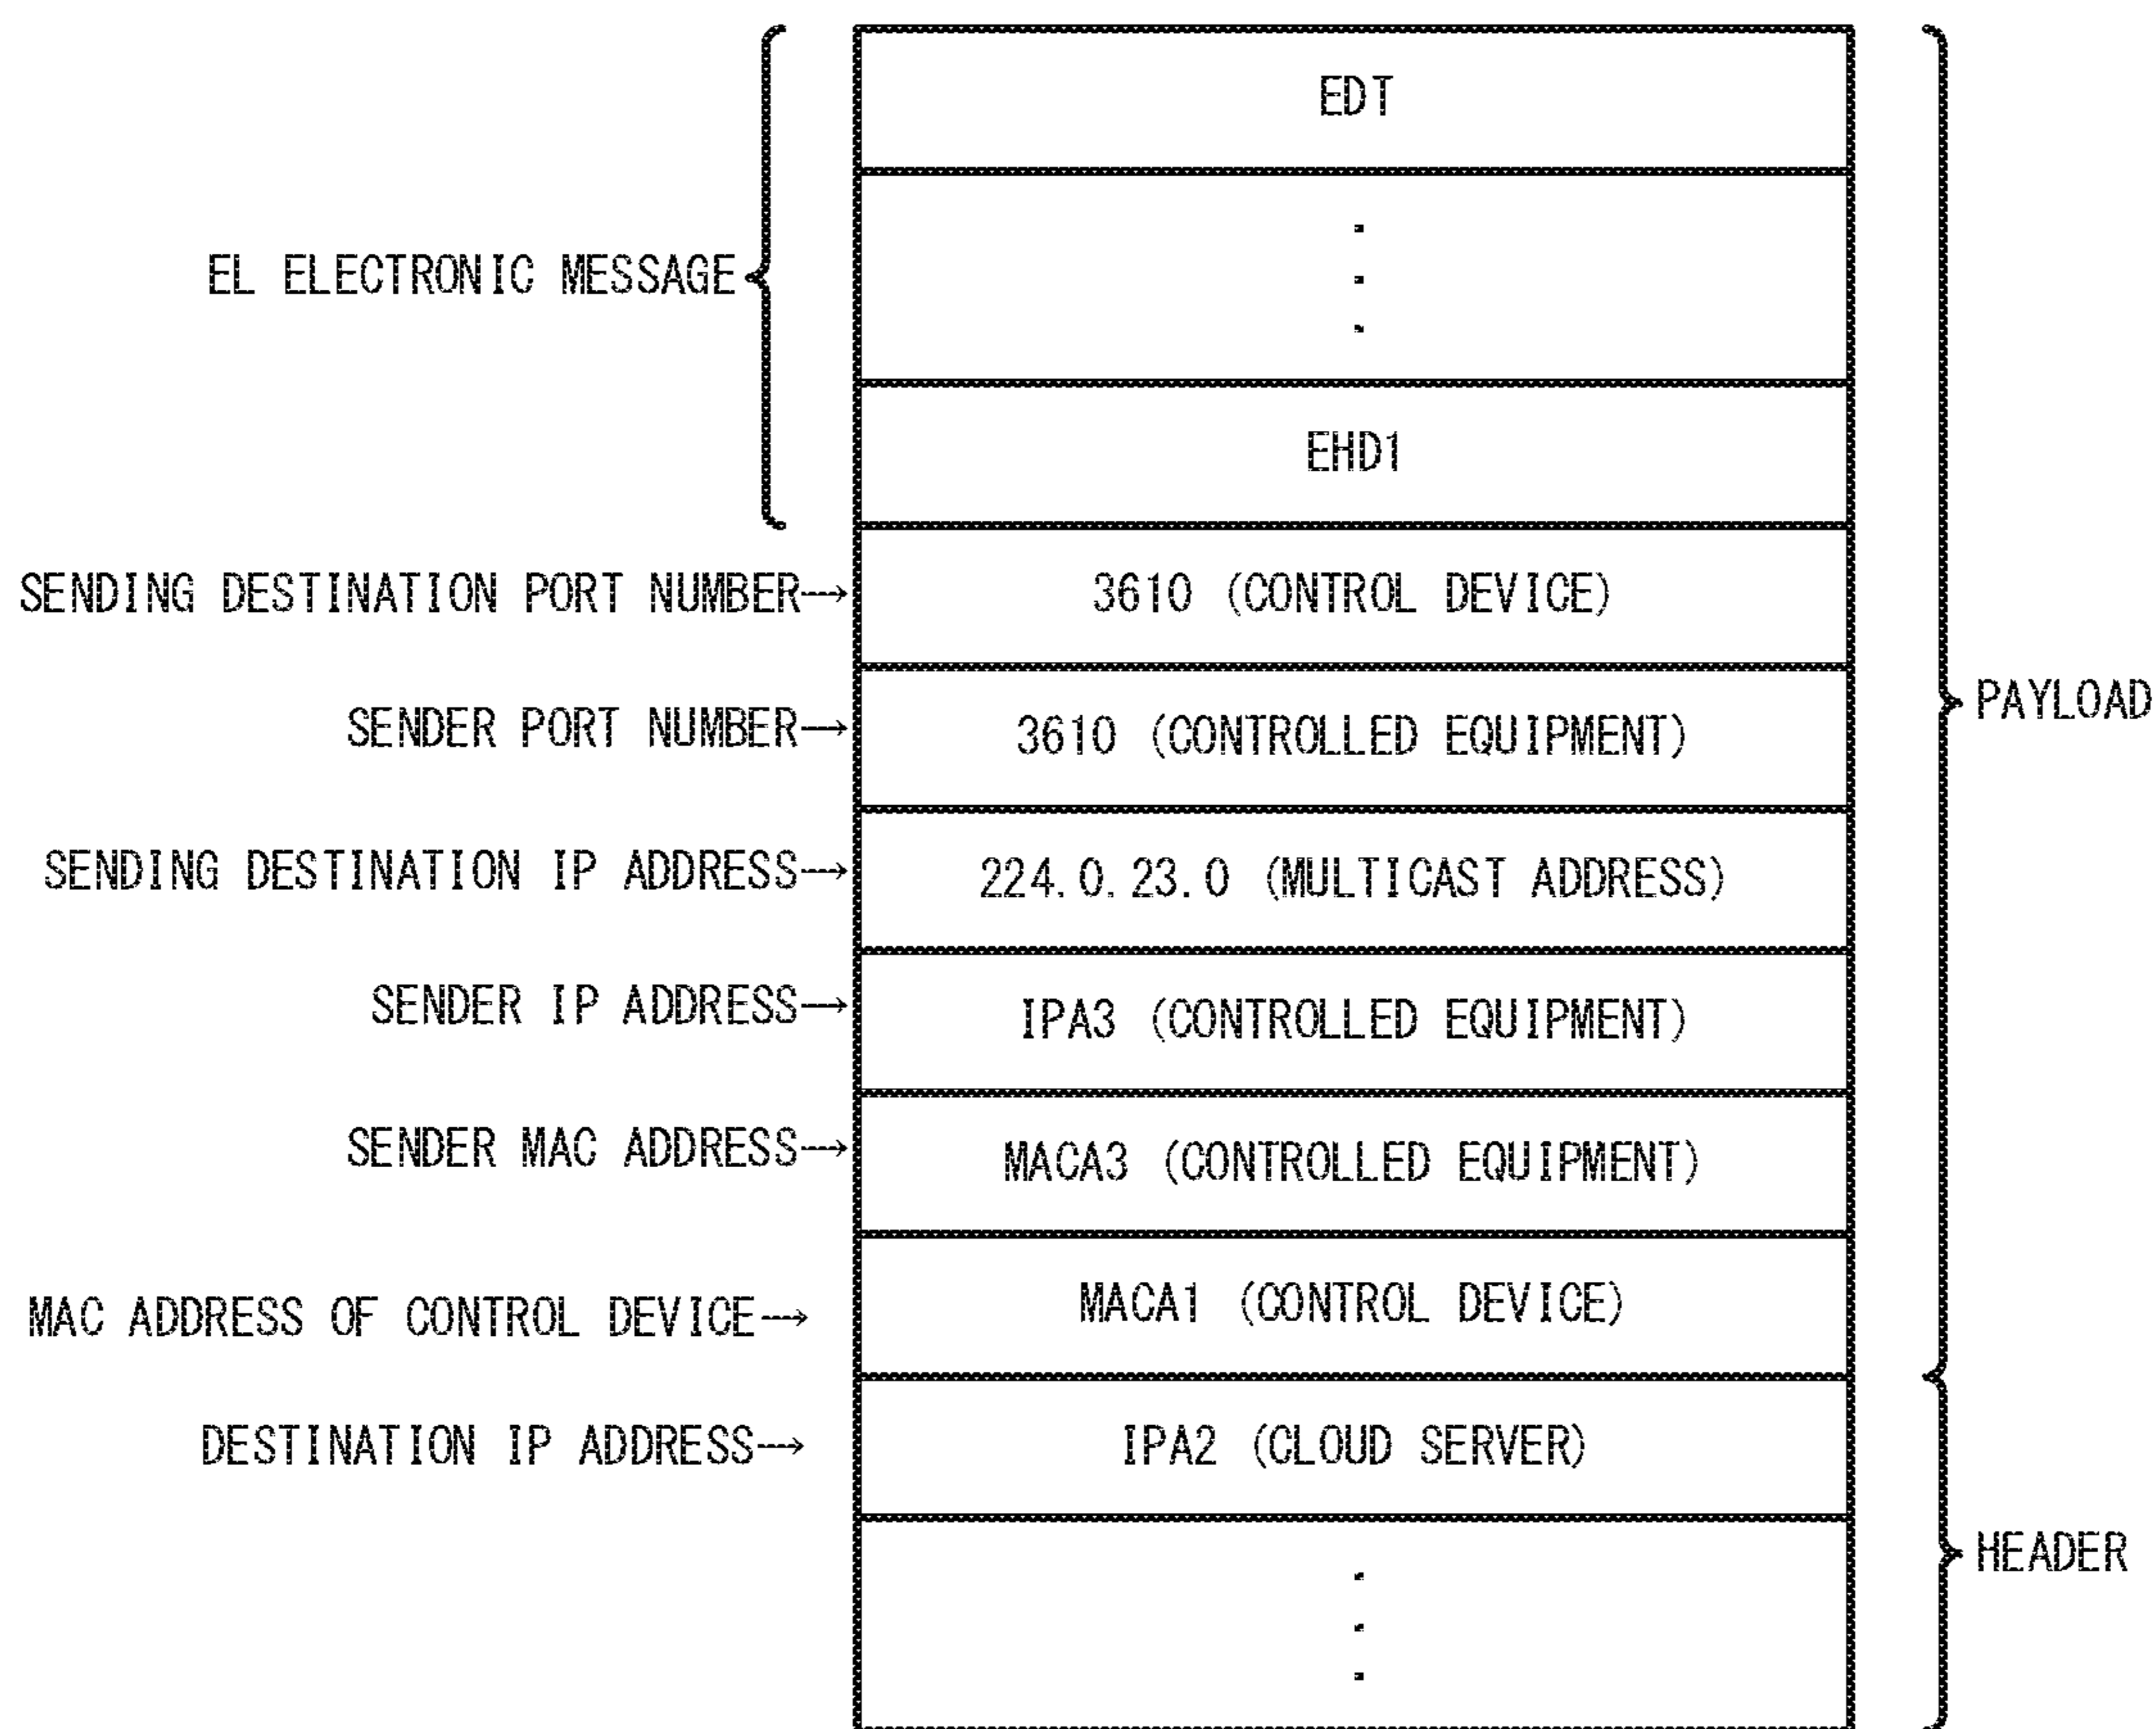 EDT
EL ELECTRONIC MESSAGE
EHD1
SENDING DESTINATION PORT NUMBER→ 3610 (CONTROL DEVICE)
SENDER PORT NUMBER→ 3610 (CONTROLLED EQUIPMENT)
PAYLOAD
SENDING DESTINATION IP ADDRESS→ 224.0.23.0 (MULTICAST ADDRESS)
SENDER IP ADDRESS→ IPA3 (CONTROLLED EQUIPMENT)
SENDER MAC ADDRESS→ MACA3 (CONTROLLED EQUIPMENT)
MAC ADDRESS OF CONTROL DEVICE→ MACA1 (CONTROL DEVICE)
DESTINATION IP ADDRESS→ IPA2 (CLOUD SERVER)
HEADER